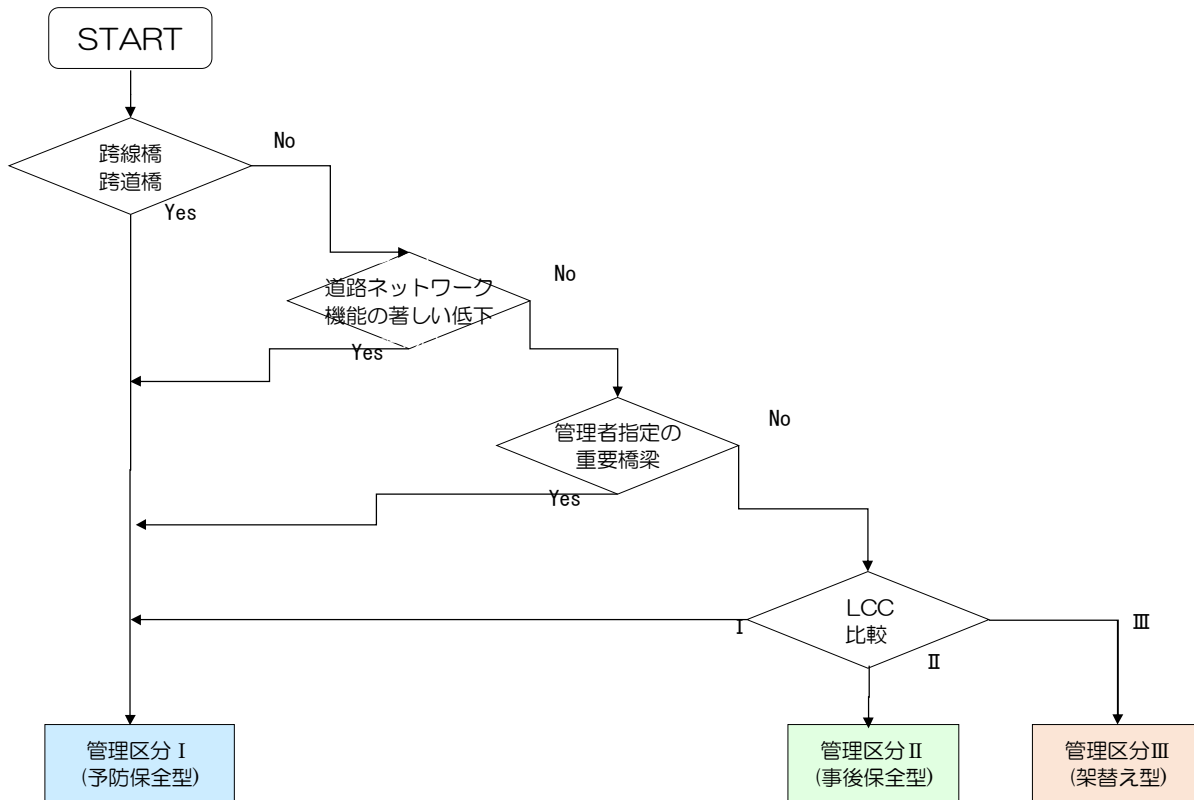 START
跨線橋
跨道橋
No
Yes
道路ネットワーク
機能の著しい低下
No
Yes
管理者指定の
重要橋梁
No
Yes
LCC
比較
Ⅰ
Ⅱ
Ⅲ
管理区分Ⅰ
(予防保全型)
管理区分Ⅱ
(事後保全型)
管理区分Ⅲ
(架替え型)